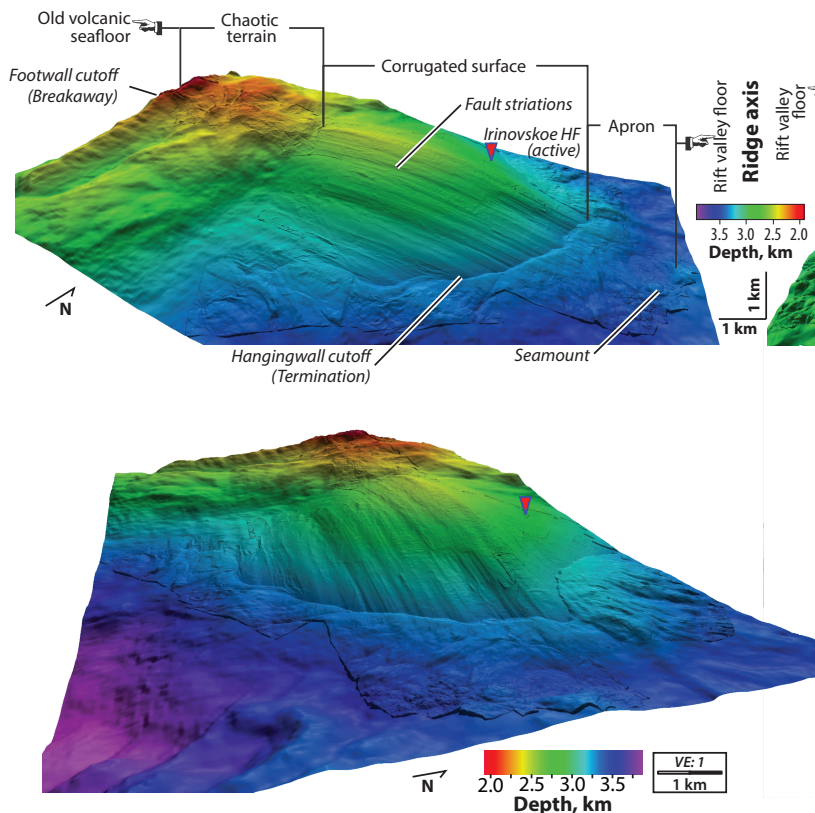 Old volcanic
seafloor
Chaotic
terrain
Footwall cutoff
(Breakaway)
Corrugated surface
Fault striations
Irinovskoe HF
(active)
Apron
Rift valley floor
Ridge axis
Rift valley
floor
3.5 3.0 2.5 2.0
Depth, km
1 km
1 km
N
Hangingwall cutoff
(Termination)
Seamount
N
2.0 2.5 3.0 3.5
Depth, km
VE: 1
1 km